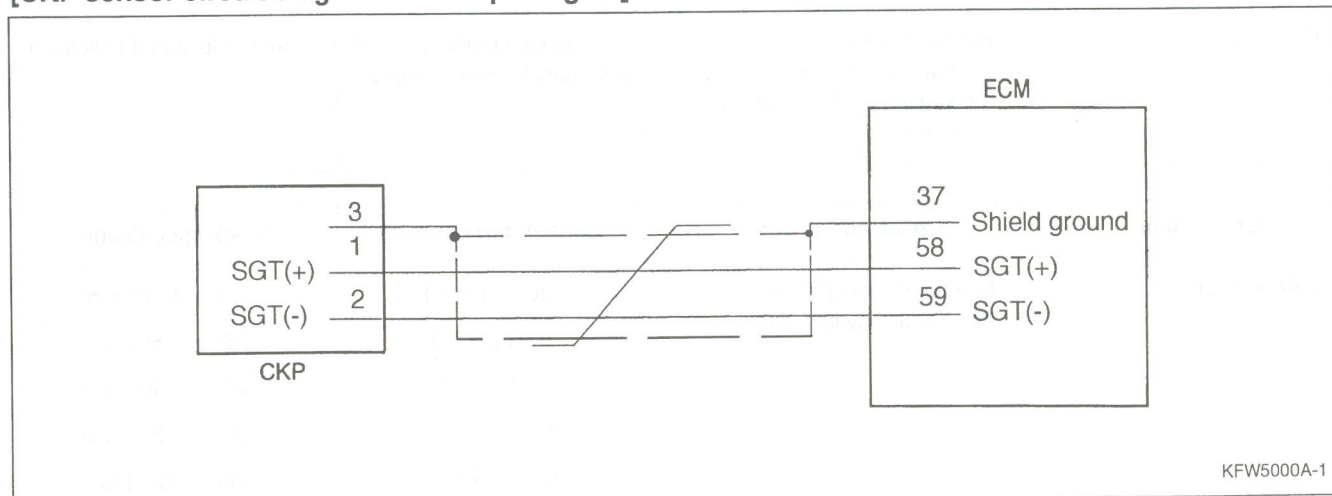 ECM
3
1
SGT(+)
2
SGT(-)
CKP
37
Shield ground
58
SGT(+)
59
SGT(-)
KFW5000A-1